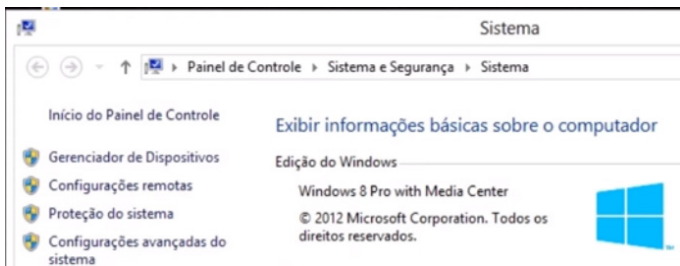 Sistema
Painel de Controle Sistema e Segurança Sistema
Início do Painel de Controle
Exibir informações básicas sobre o computador
Gerenciador de Dispositivos
Edição do Windows
Configurações remotas
Windows 8 Pro with Media Center
Proteção do sistema
© 2012 Microsoft Corporation. Todos os
direitos reservados.
Configurações avançadas do
sistema